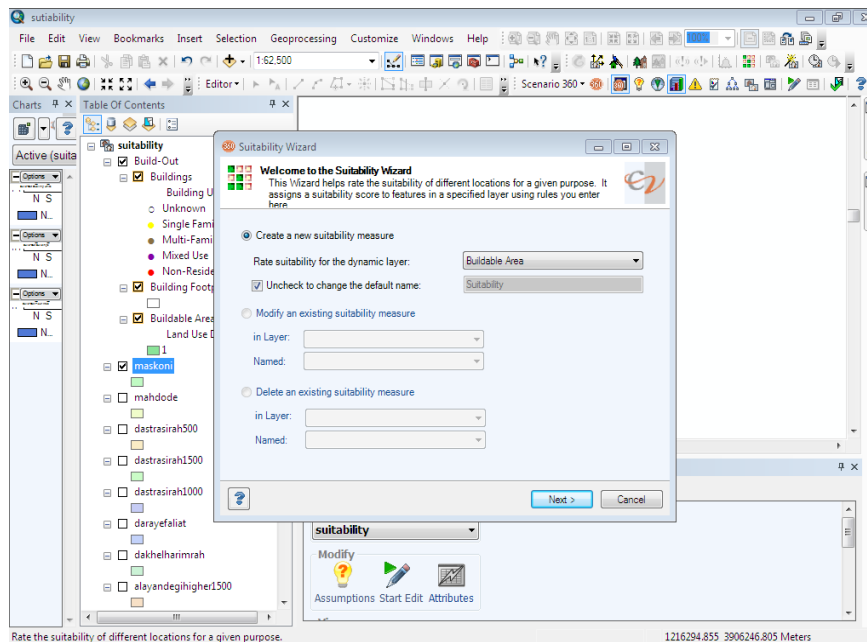 sutiability
File Edit View Bookmarks Insert Selection Geoprocessing Customize Windows Help
100%
1:62.500
Editor
Scenario 360
Charts
Table Of Contents
Active (suita
Options
N S
N...
Options
N S
N...
Options
N S
N...
suitability
Build-Out
Buildings
Building U
Unknown
Single Fami
Multi-Fami
Mixed Use
Non-Reside
Building Footp
Buildable Area
Land Use D
1
maskoni
mahdode
dastrasirah500
dastrasirah1500
dastrasirah1000
darayefaliat
dakhelharimrah
alayandegihigher1500
360 Suitability Wizard
Welcome to the Suitability Wizard
This Wizard helps rate the suitability of different locations for a given purpose. It
assigns a suitability score to features in a specified layer using rules you enter
here.
Create a new suitability measure
Rate suitability for the dynamic layer: Buildable Area
Uncheck to change the default name: Suitability
Modify an existing suitability measure
in Layer:
Named:
Delete an existing suitability measure
in Layer:
Named:
? Next > Cancel
suitability
Modify
Assumptions Start Edit Attributes
Rate the suitability of different locations for a given purpose. 1216294.855 3906246.805 Meters